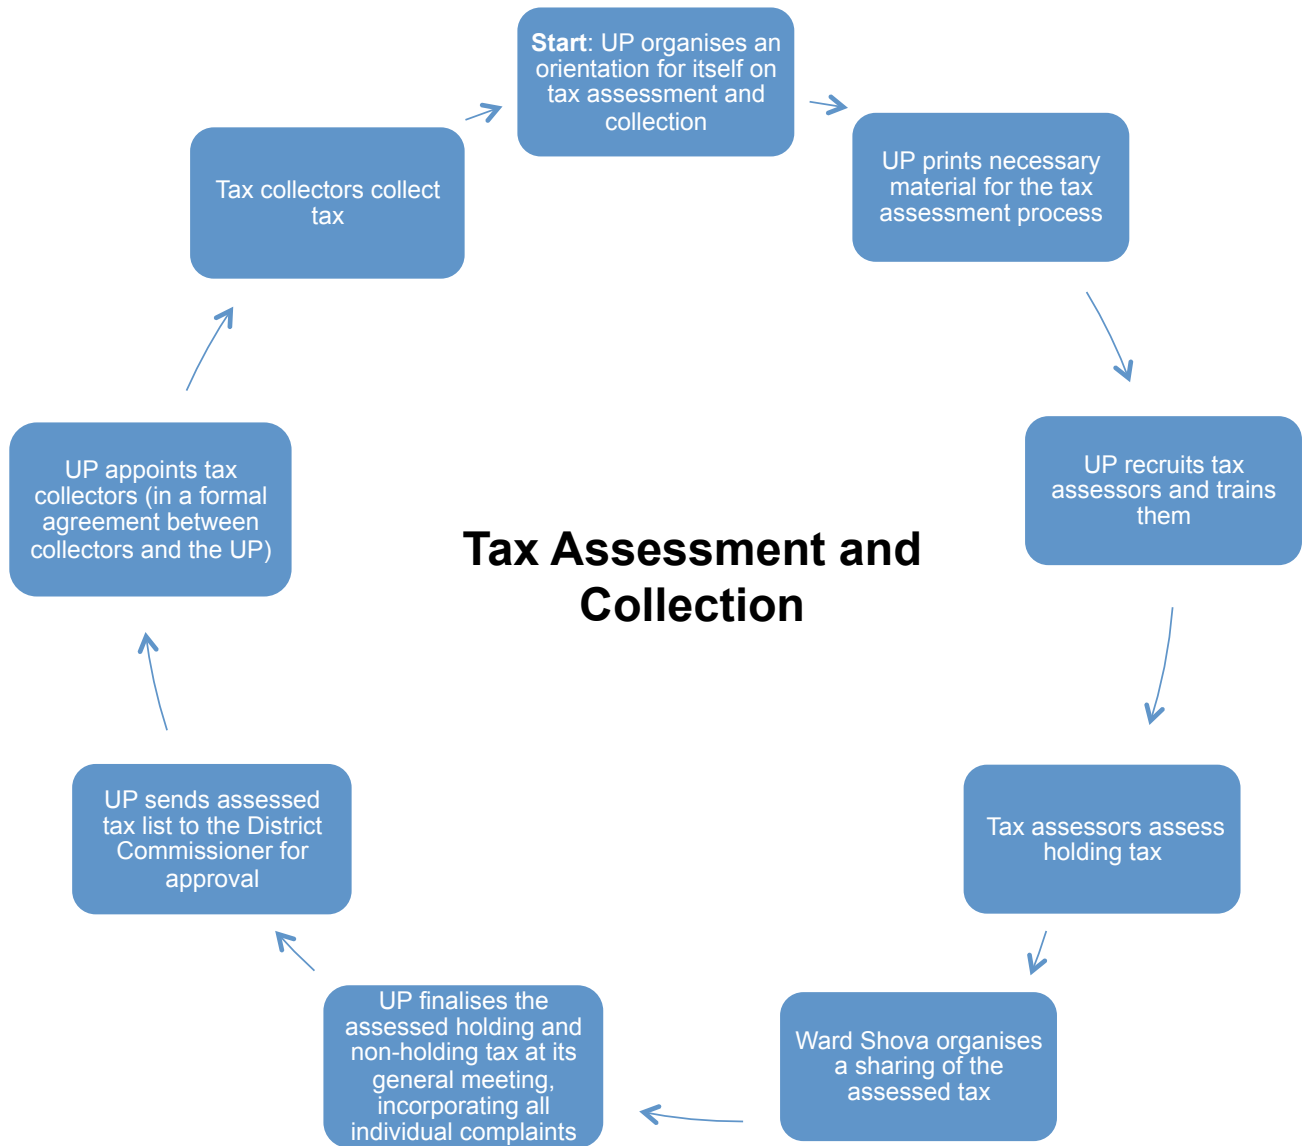 Start: UP organises an
orientation for itself on
tax assessment and
collection
UP prints necessary
material for the tax
assessment process
UP recruits tax
assessors and trains
them
Tax assessors assess
holding tax
Ward Shova organises
a sharing of the
assessed tax
UP finalises the
assessed holding and
non-holding tax at its
general meeting,
incorporating all
individual complaints
UP sends assessed
tax list to the District
Commissioner for
approval
UP appoints tax
collectors (in a formal
agreement between
collectors and the UP)
Tax collectors collect
tax
Tax Assessment and
Collection